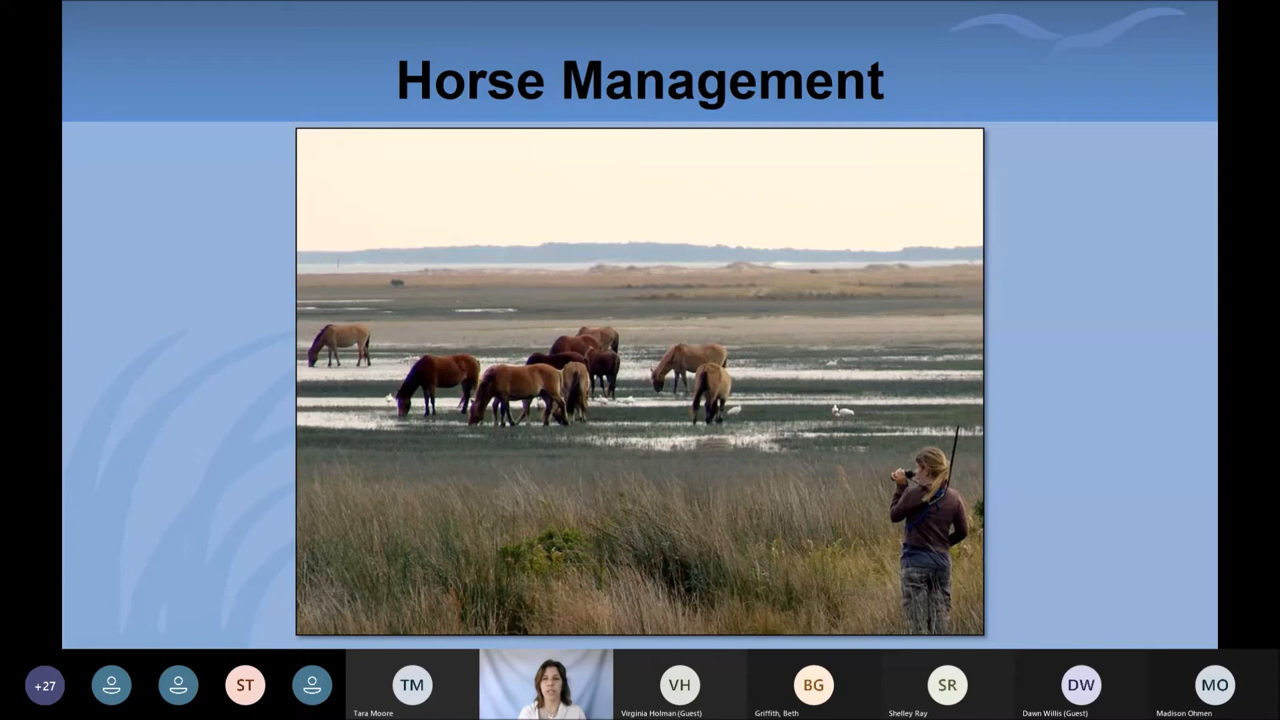 Horse Management
+27
ST
TM
VH
BG
SR
DW
MO
Tara Moore
Virginia Holman (Guest)
Griffith, Beth
Shelley Ray
Dawn Willis (Guest)
Madison Ohmen